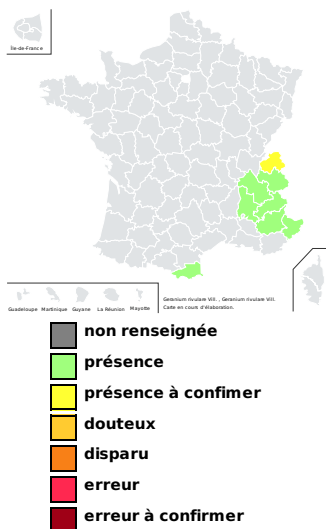 Île-de-France
Guadeloupe Martinique Guyane La Réunion Mayotte
Geranium rivulare Vill. , Geranium rivulare Vill.
Carte en cours d'élaboration.
non renseignée
présence
présence à confimer
douteux
disparu
erreur
erreur à confirmer